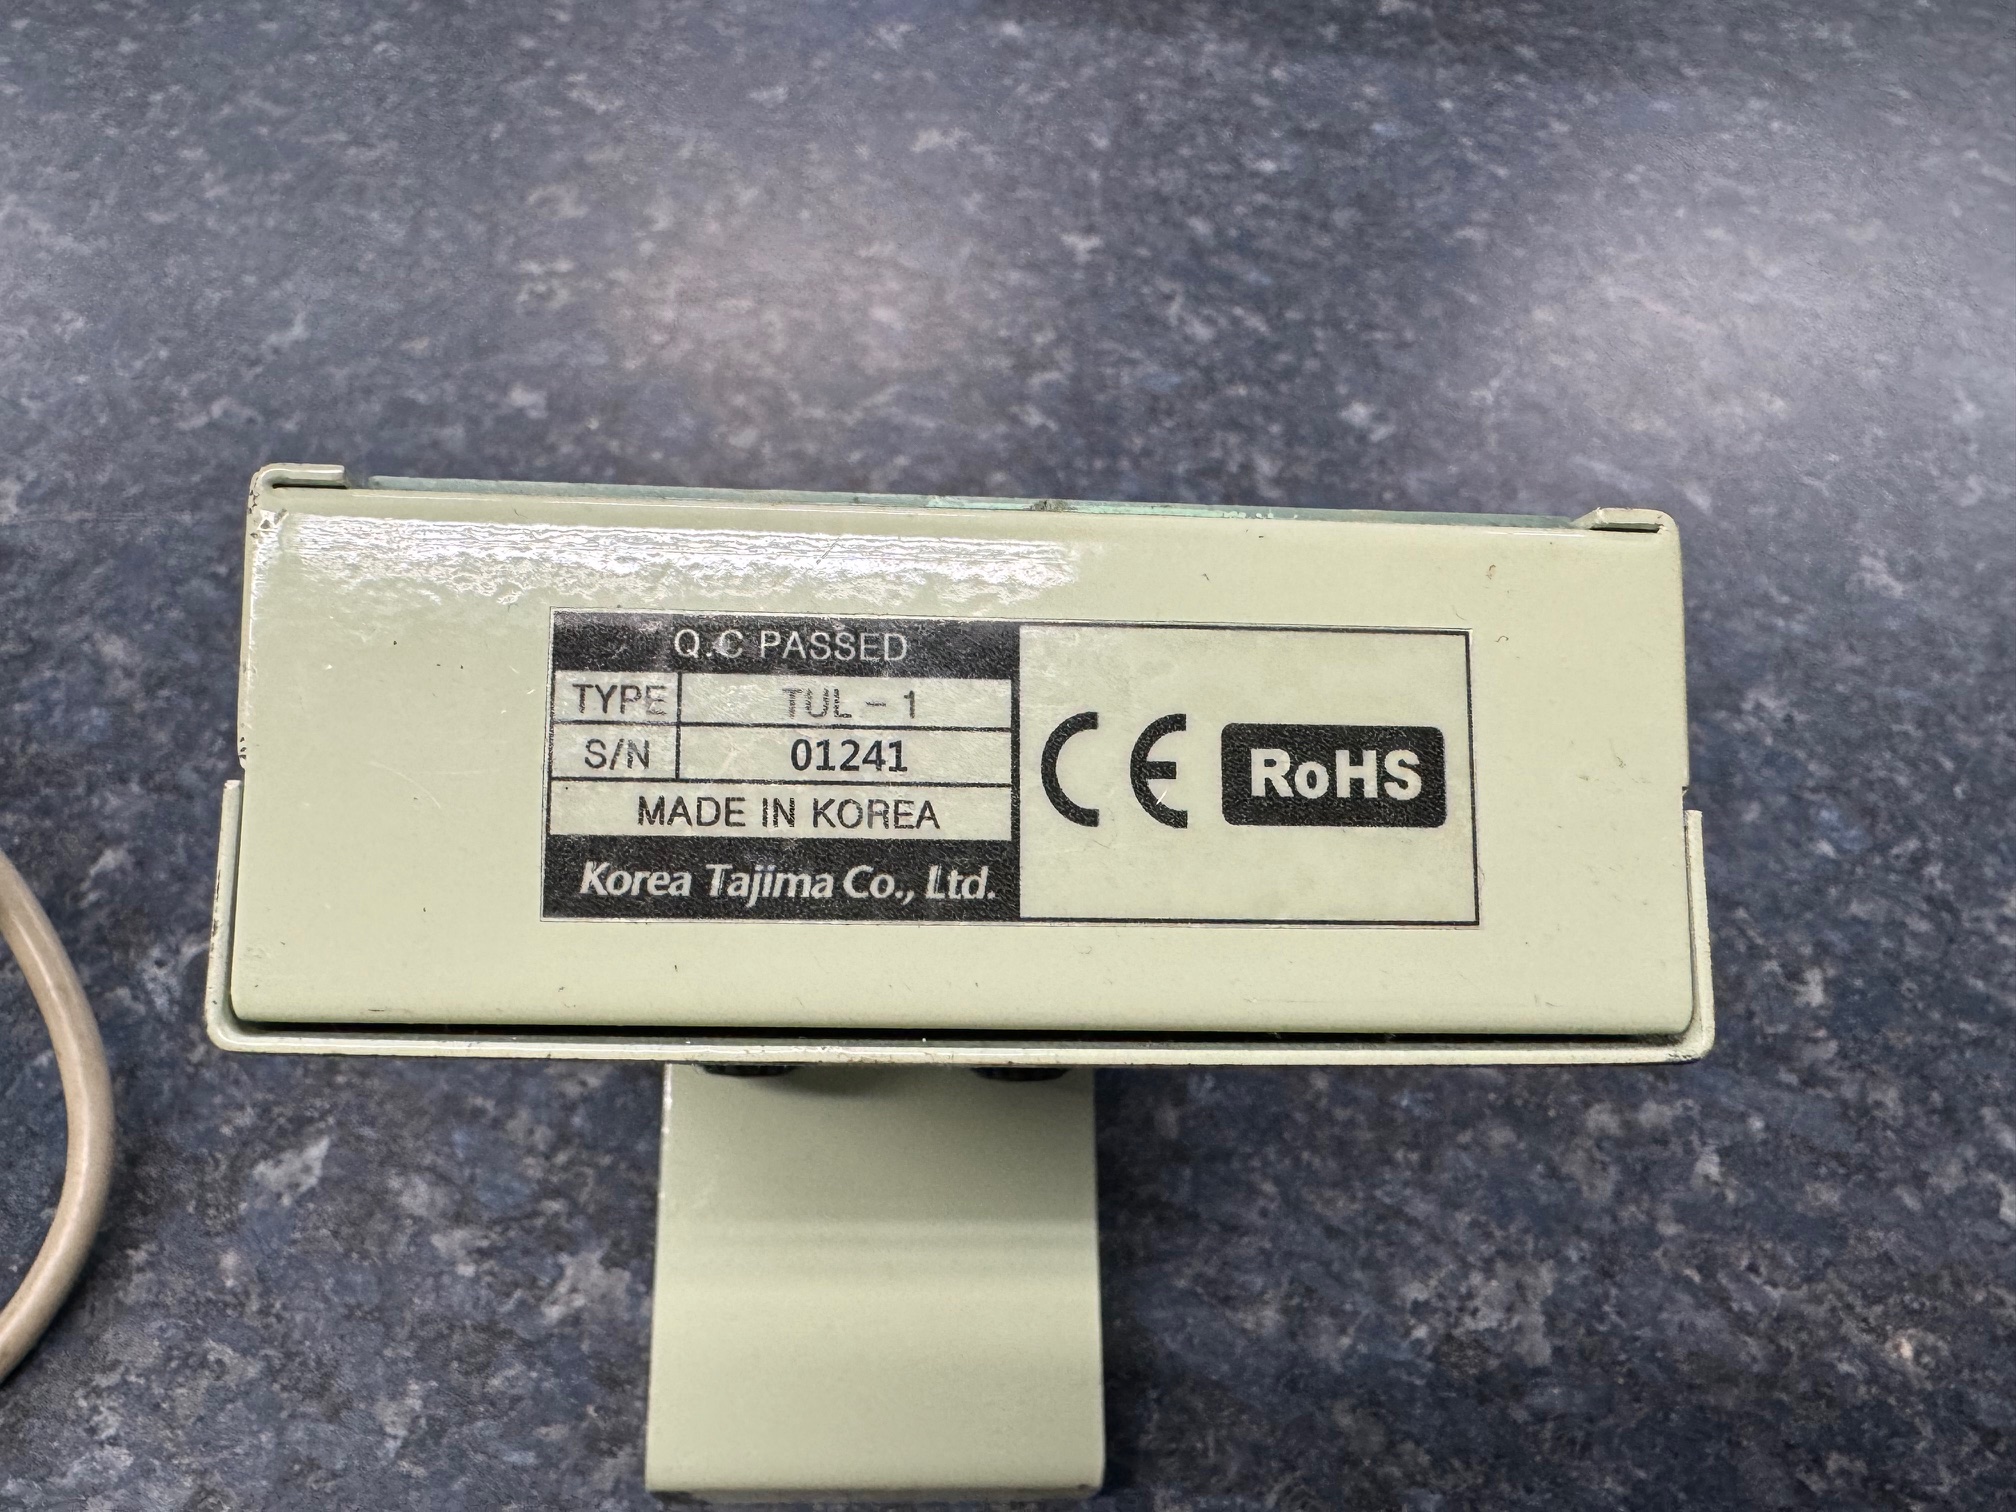 Q.C PASSED
TYPE TUL - 1
S/N 01241
MADE IN KOREA
Korea Tajima Co., Ltd.
CE RoHS